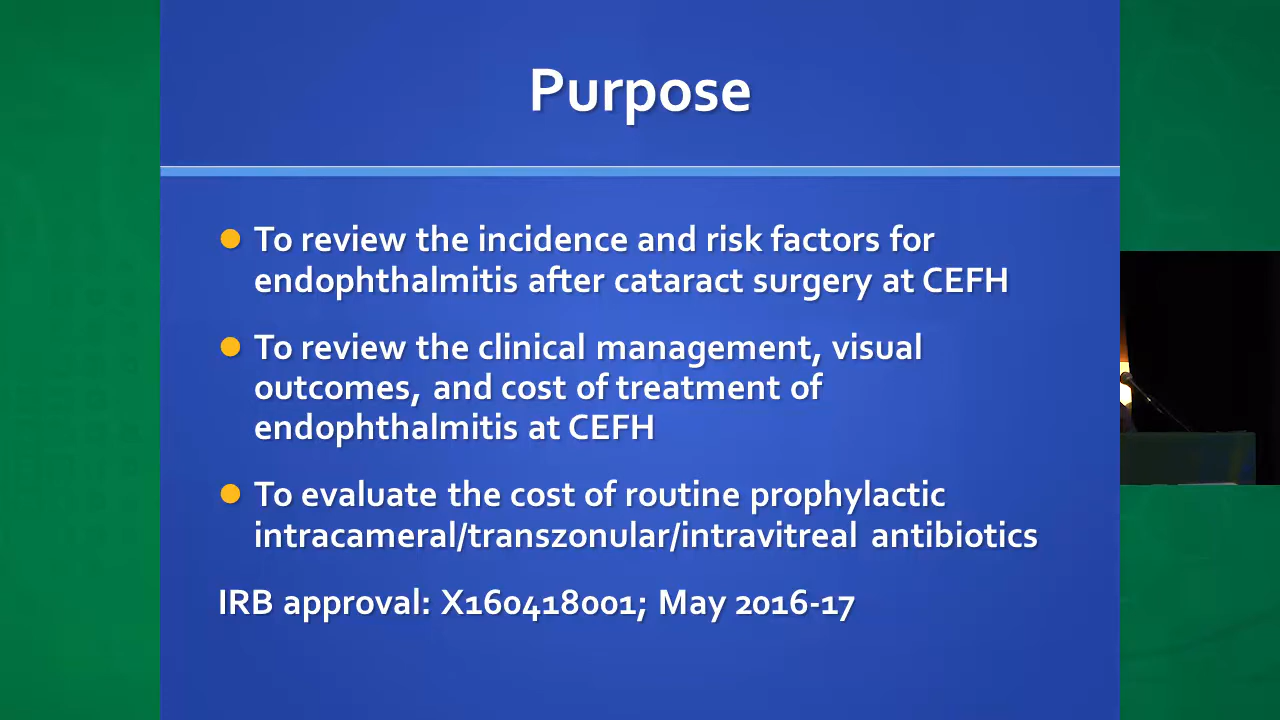 Purpose
To review the incidence and risk factors for
endophthalmitis after cataract surgery at CEFH
To review the clinical management, visual
outcomes, and cost of treatment of
endophthalmitis at CEFH
To evaluate the cost of routine prophylactic
intracameral/transzonular/intravitreal antibiotics
IRB approval: X160418001; May 2016-17